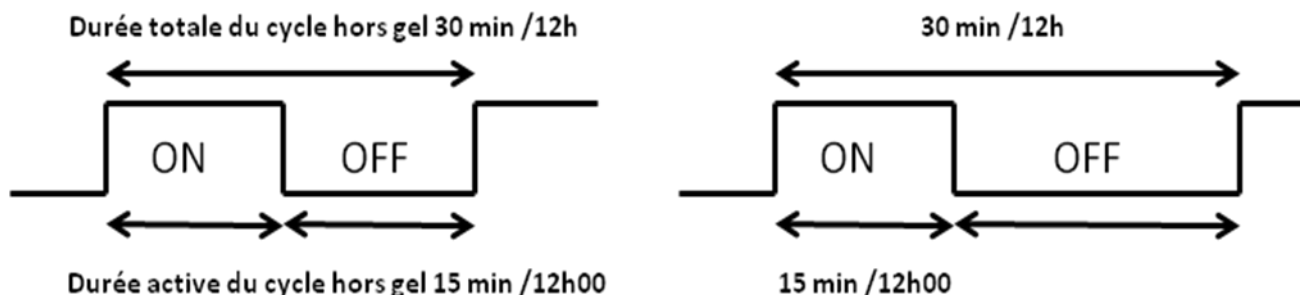 Durée totale du cycle hors gel 30 min /12h
30 min /12h
ON
OFF
ON
OFF
Durée active du cycle hors gel 15 min /12h00
15 min /12h00